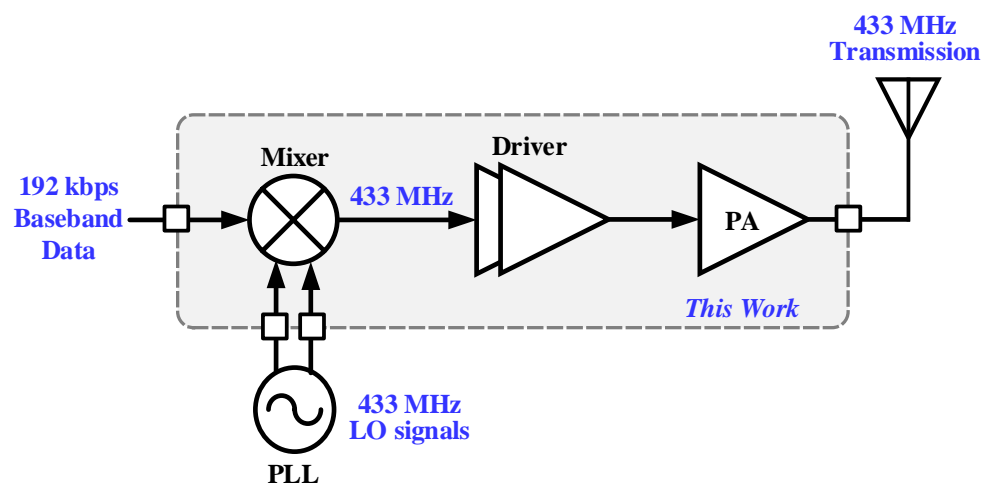 433 MHz
Transmission
Driver
Mixer
192 kbps
Baseband
Data
433 MHz
PA
This Work
433 MHz
LO signals
PLL